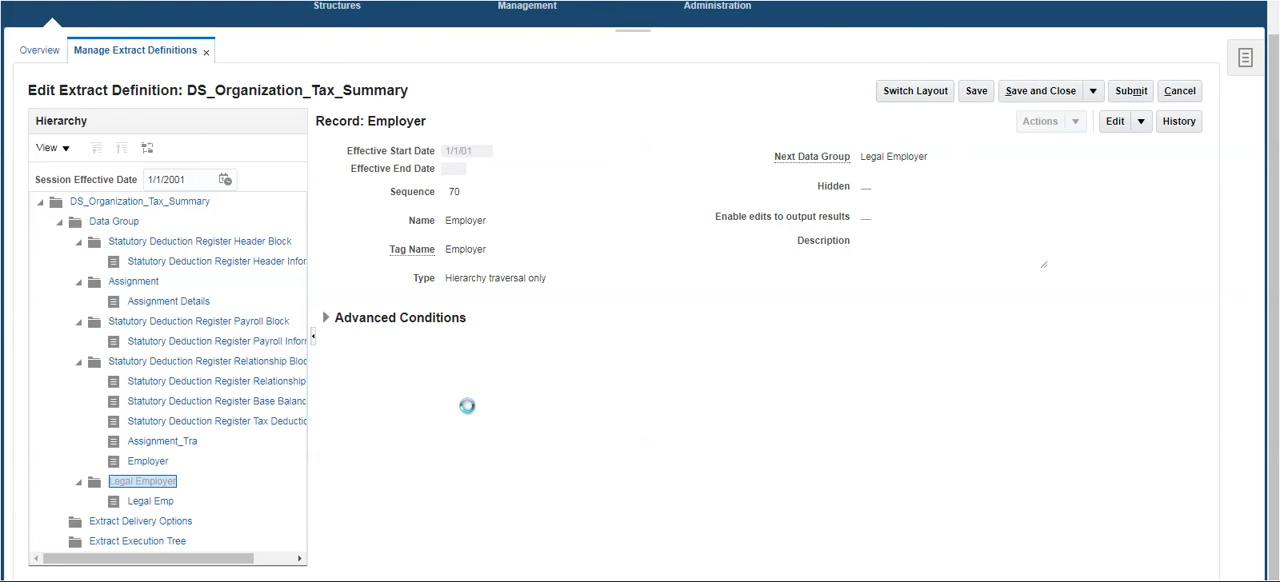 Structures Management Administration
Overview Manage Extract Definitions ×
Edit Extract Definition: DS_Organization_Tax_Summary
Switch Layout Save Save and Close Submit Cancel
Hierarchy
Record: Employer
Actions Edit History
View
Effective Start Date 1/1/01
Next Data Group Legal Employer
Effective End Date
Session Effective Date 1/1/2001
Hidden
Sequence 70
DS_Organization_Tax_Summary
Data Group
Name Employer
Enable edits to output results
Statutory Deduction Register Header Block
Description
Tag Name Employer
Statutory Deduction Register Header Infor
Assignment
Type Hierarchy traversal only
Assignment Details
Statutory Deduction Register Payroll Block
Advanced Conditions
Statutory Deduction Register Payroll Inforr
Statutory Deduction Register Relationship Bloc
Statutory Deduction Register Relationship
Statutory Deduction Register Base Balanc
Statutory Deduction Register Tax Deductic
Assignment_Tra
Employer
Legal Employer
Legal Emp
Extract Delivery Options
Extract Execution Tree